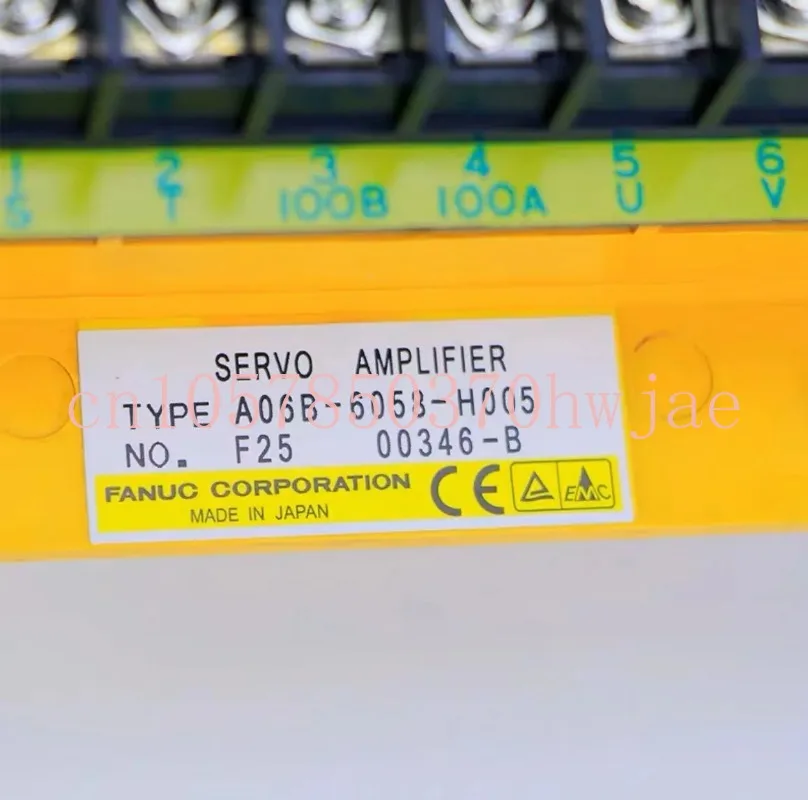 1 2 3 4 5 6
S T 100B 100A U V
SERVO AMPLIFIER
TYPE A06B-6058-H005
cn1057850370hwjae
NO. F25 00346-B
FANUC CORPORATION CE EMC
MADE IN JAPAN